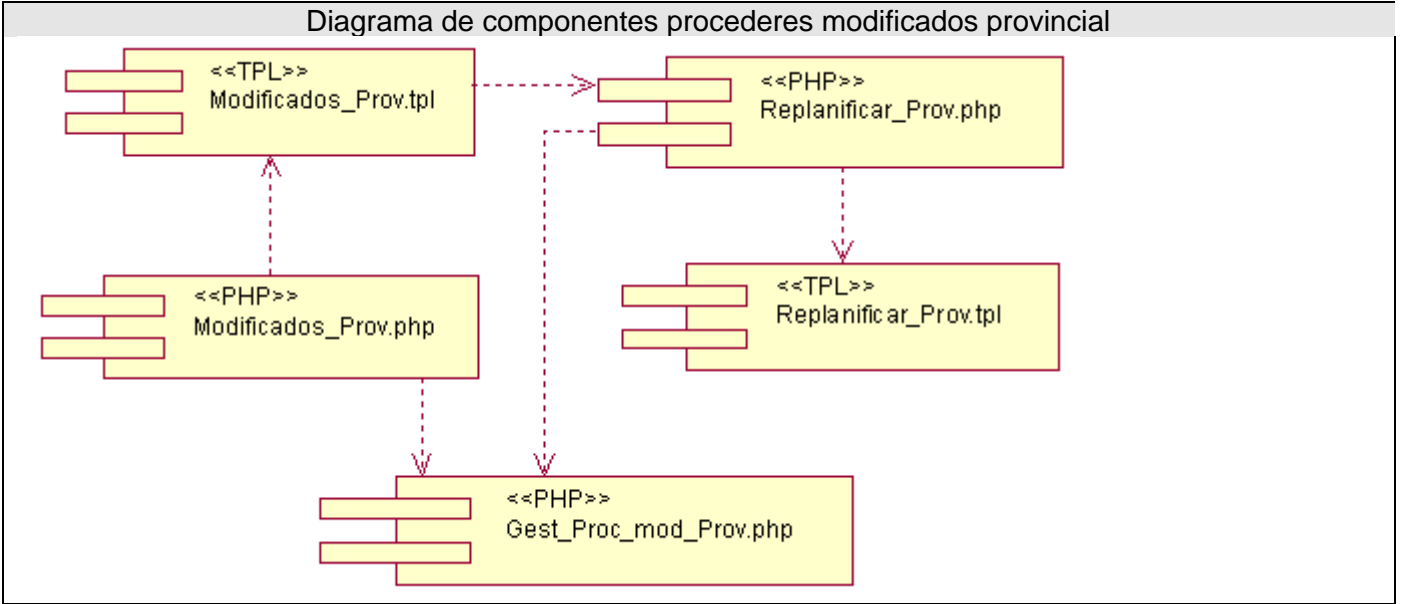 Diagrama de componentes procederes modificados provincial
<<TPL>>
Modificados_Prov.tpl
<<PHP>>
Replanificar_Prov.php
<<PHP>>
Modificados_Prov.php
<<TPL>>
Replanificar_Prov.tpl
<<PHP>>
Gest_Proc_mod_Prov.php